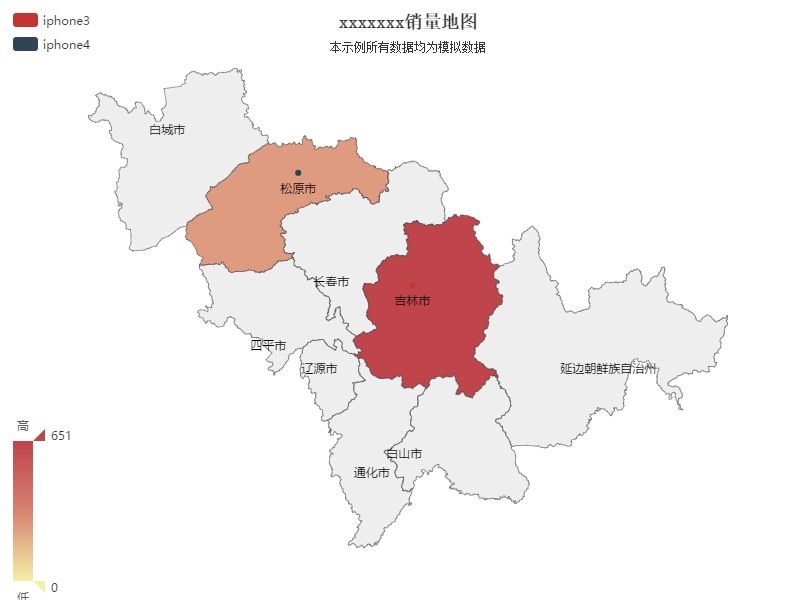 iphone3
iphone4
xxxxxxx销量地图
本示例所有数据均为模拟数据
白城市
松原市
长春市
吉林市
四平市
辽源市
延边朝鲜族自治州
白山市
通化市
高
651
0
低